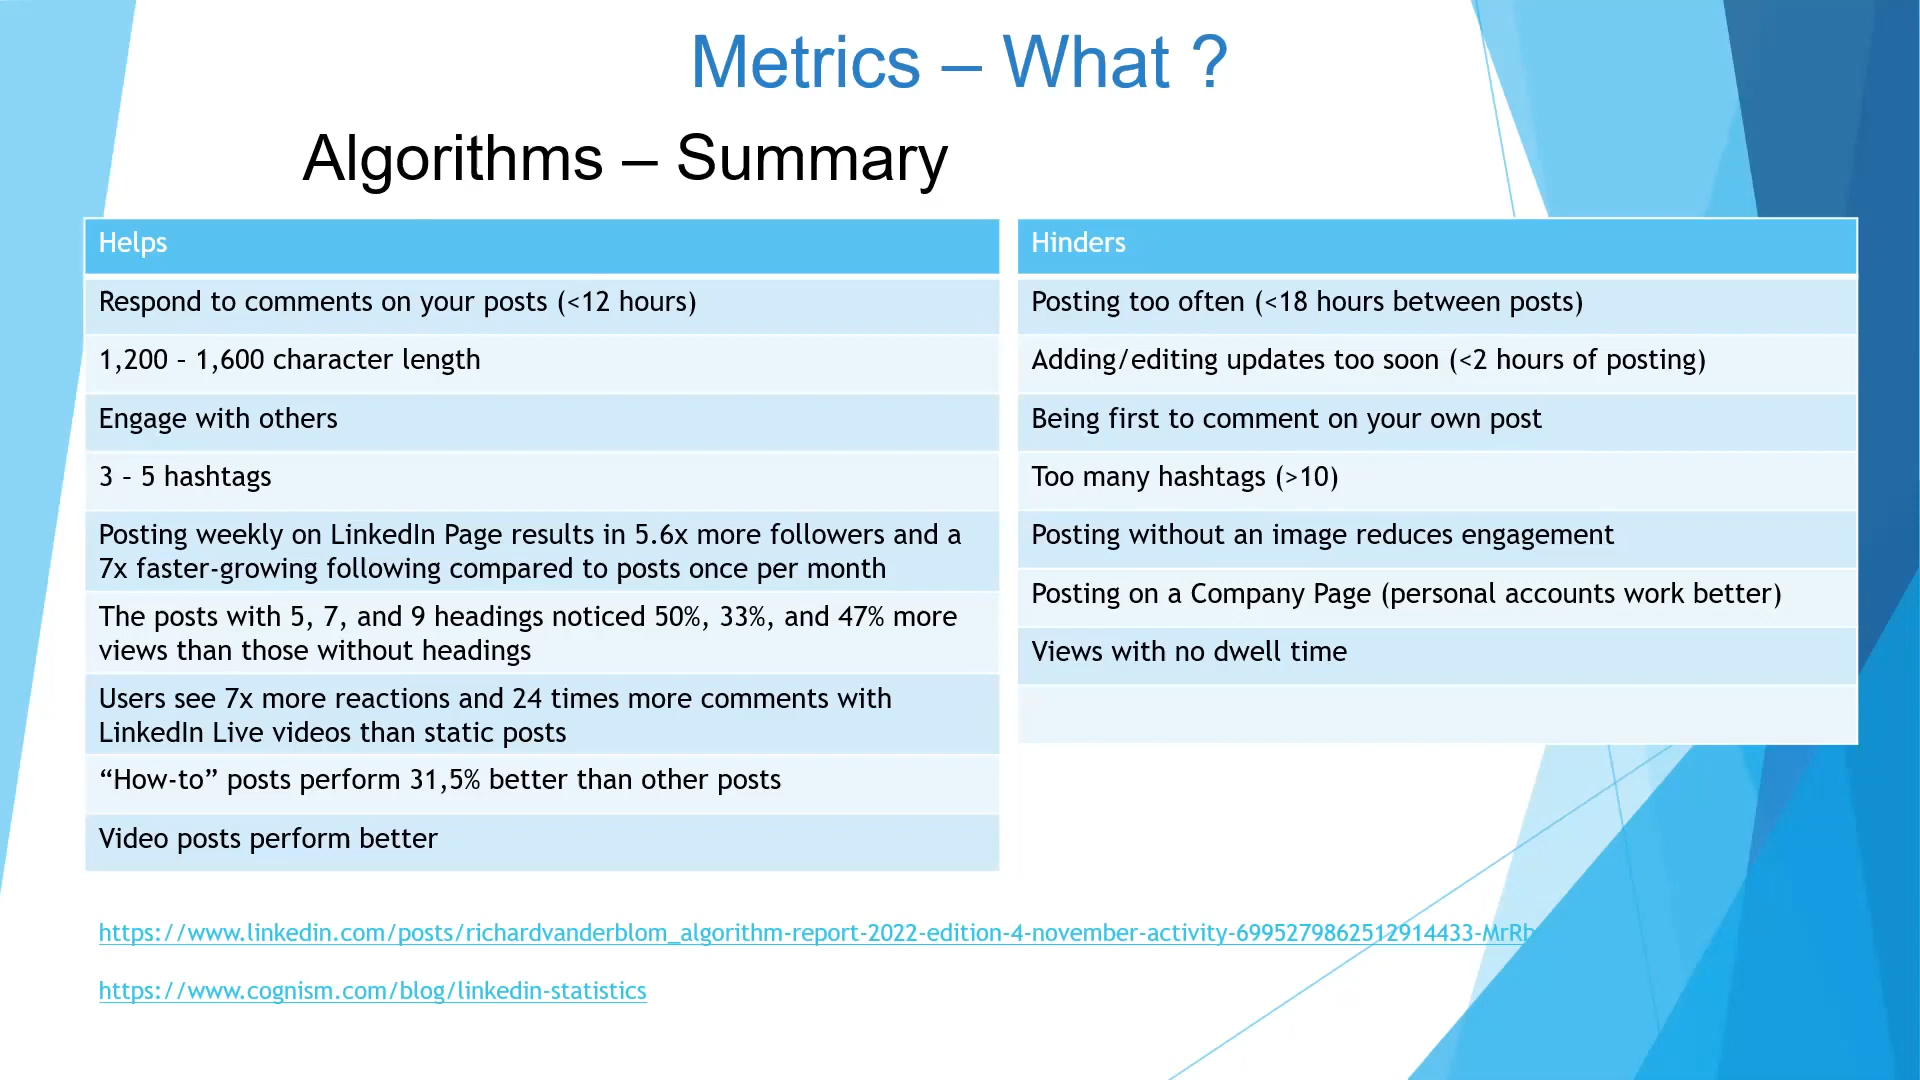 Metrics – What ?
Algorithms – Summary
Helps
Respond to comments on your posts (<12 hours)
1,200 – 1,600 character length
Engage with others
3 – 5 hashtags
Posting weekly on LinkedIn Page results in 5.6x more followers and a
7x faster-growing following compared to posts once per month
The posts with 5, 7, and 9 headings noticed 50%, 33%, and 47% more
views than those without headings
Users see 7x more reactions and 24 times more comments with
LinkedIn Live videos than static posts
“How-to” posts perform 31,5% better than other posts
Video posts perform better
Hinders
Posting too often (<18 hours between posts)
Adding/editing updates too soon (<2 hours of posting)
Being first to comment on your own post
Too many hashtags (>10)
Posting without an image reduces engagement
Posting on a Company Page (personal accounts work better)
Views with no dwell time
https://www.linkedin.com/posts/richardvanderblom_algorithm-report-2022-edition-4-november-activity-6995279862512914433-MrRb
https://www.cognism.com/blog/linkedin-statistics